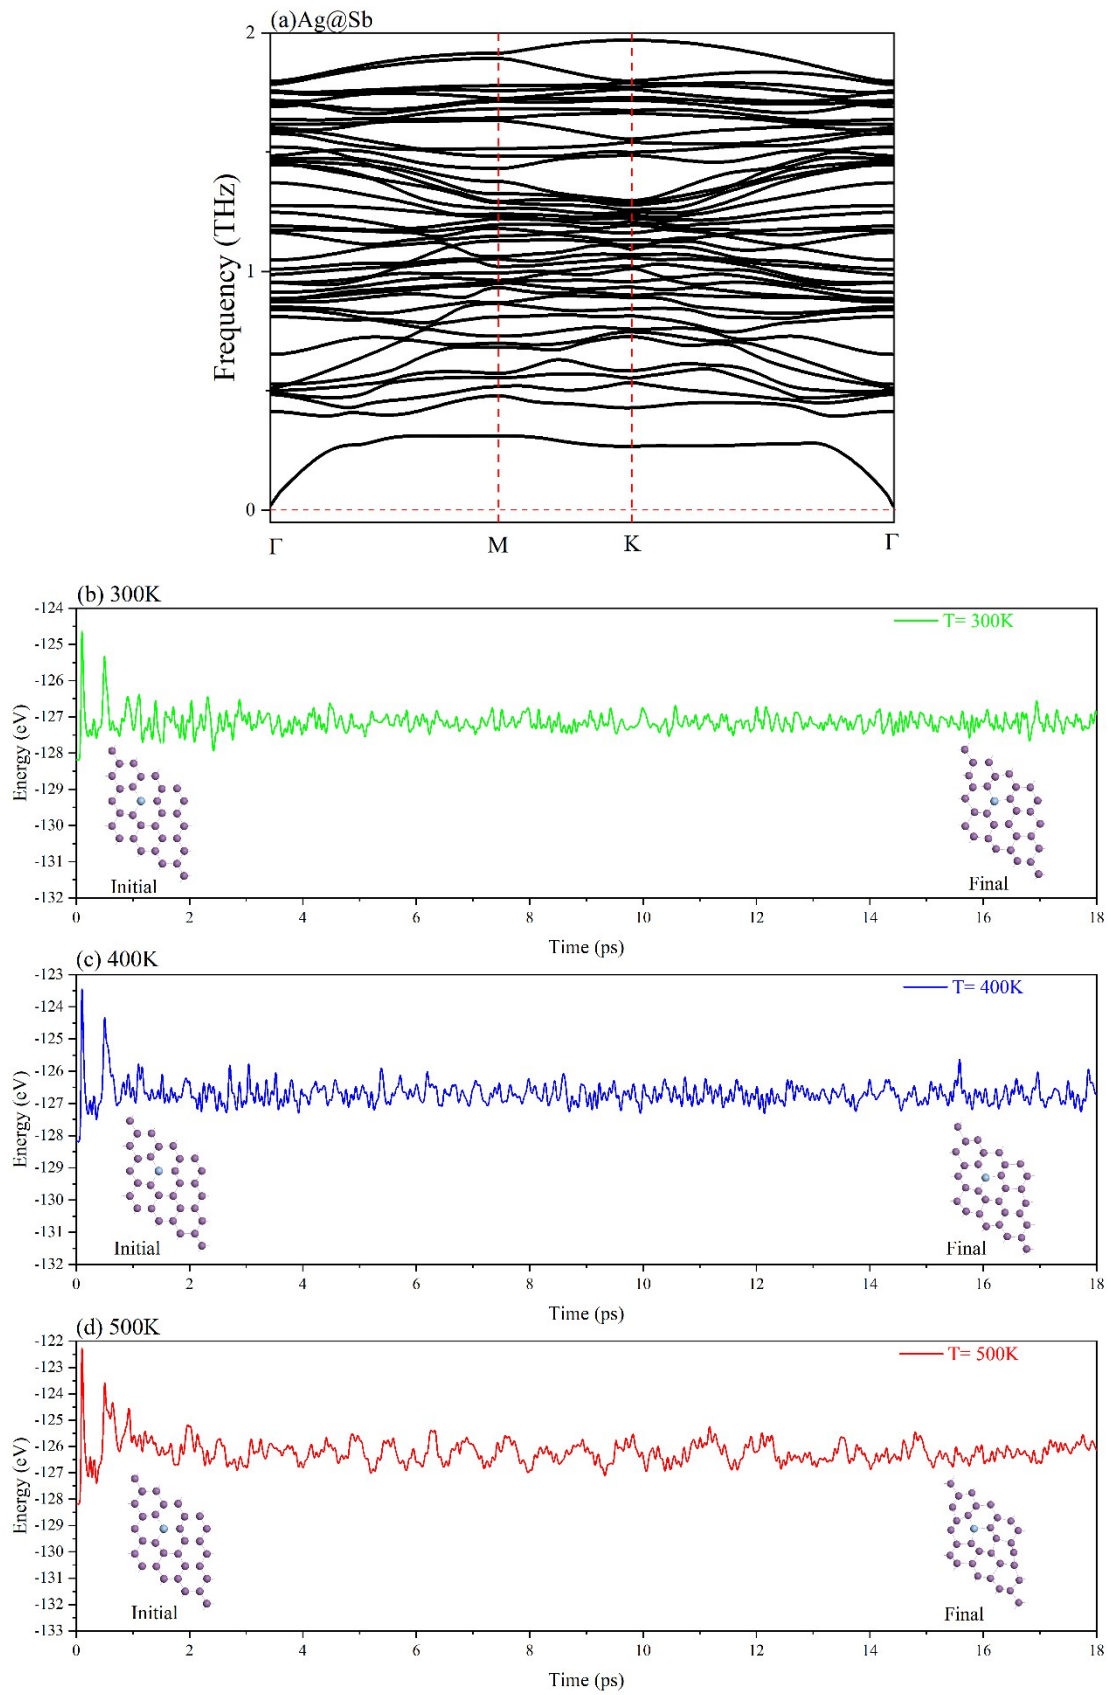 (a)Ag@Sb
2
1
0
Frequency (THz)
Γ M K Γ
(b) 300K
-124
-125
-126
-127
-128
-129
-130
-131
-132
Energy (eV)
T= 300K
Initial
Final
0 2 4 6 8 10 12 14 16 18
Time (ps)
(c) 400K
-123
-124
-125
-126
-127
-128
-129
-130
-131
-132
Energy (eV)
T= 400K
Initial
Final
0 2 4 6 8 10 12 14 16 18
Time (ps)
(d) 500K
-122
-123
-124
-125
-126
-127
-128
-129
-130
-131
-132
-133
Energy (eV)
T= 500K
Initial
Final
0 2 4 6 8 10 12 14 16 18
Time (ps)